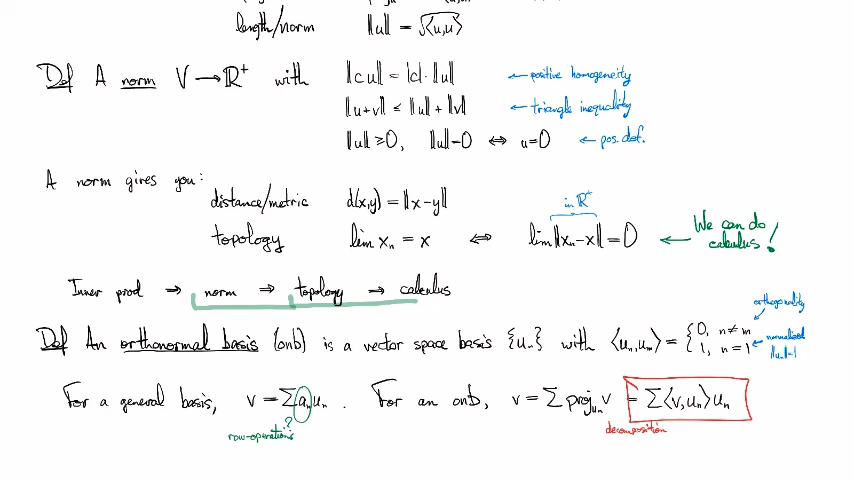 length/norm ‖u‖ = √⟨u,u⟩
Def A norm V → ℝ⁺ with ‖cu‖ = |c|·‖u‖ ← positive homogeneity
‖u+v‖ ≤ ‖u‖ + ‖v‖ ← triangle inequality
‖u‖ ≥ 0, ‖u‖ = 0 ⇔ u = 0 ← pos. def.
A norm gives you:
distance/metric d(x,y) = ‖x-y‖
in ℝ⁺
topology lim xₙ = x ⇔ lim ‖xₙ-x‖ = 0 ← We can do calculus!
Inner prod ⇒ norm ⇒ topology → calculus
orthogonality
Def An orthonormal basis (onb) is a vector space basis {uₙ} with ⟨uₙ,uₘ⟩ = { 0, n≠m
1, n=1 ← normalized
‖uₙ‖=1
For a general basis, v = Σ aₙuₙ. For an onb, v = Σ proj_{uₙ} v = Σ⟨v,uₙ⟩uₙ
row-operations? decomposition